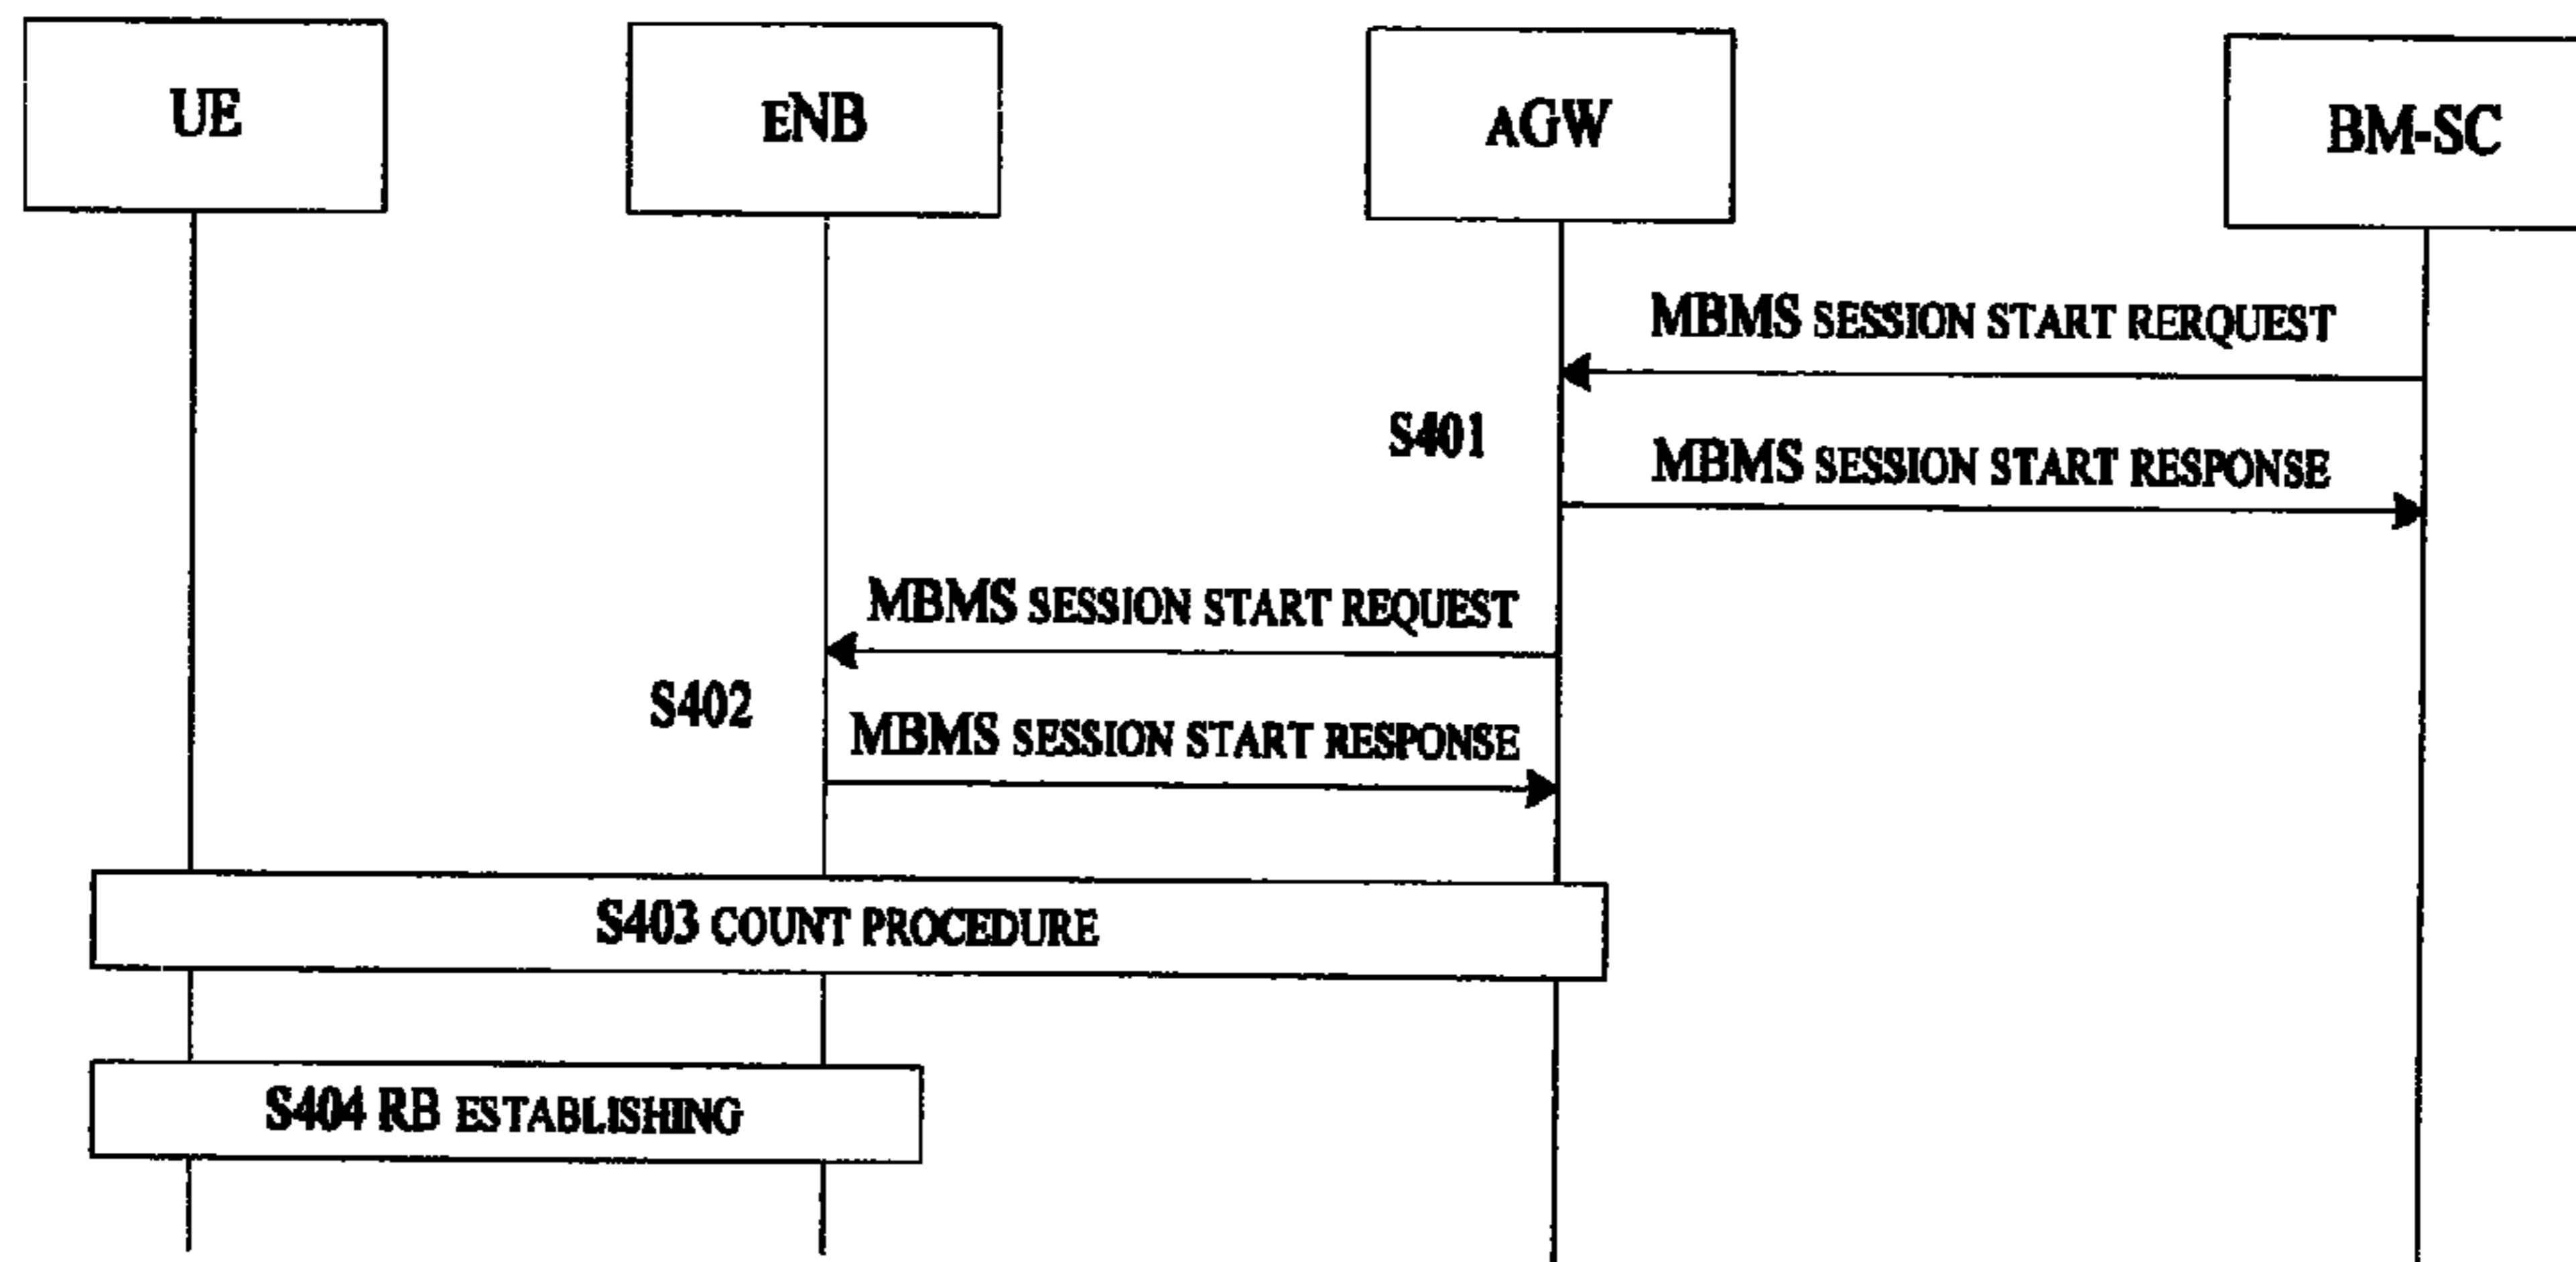 UE
eNB
aGW
BM-SC
MBMS SESSION START RERQUEST
S401
MBMS SESSION START RESPONSE
MBMS SESSION START REQUEST
S402
MBMS SESSION START RESPONSE
S403 COUNT PROCEDURE
S404 RB ESTABLISHING